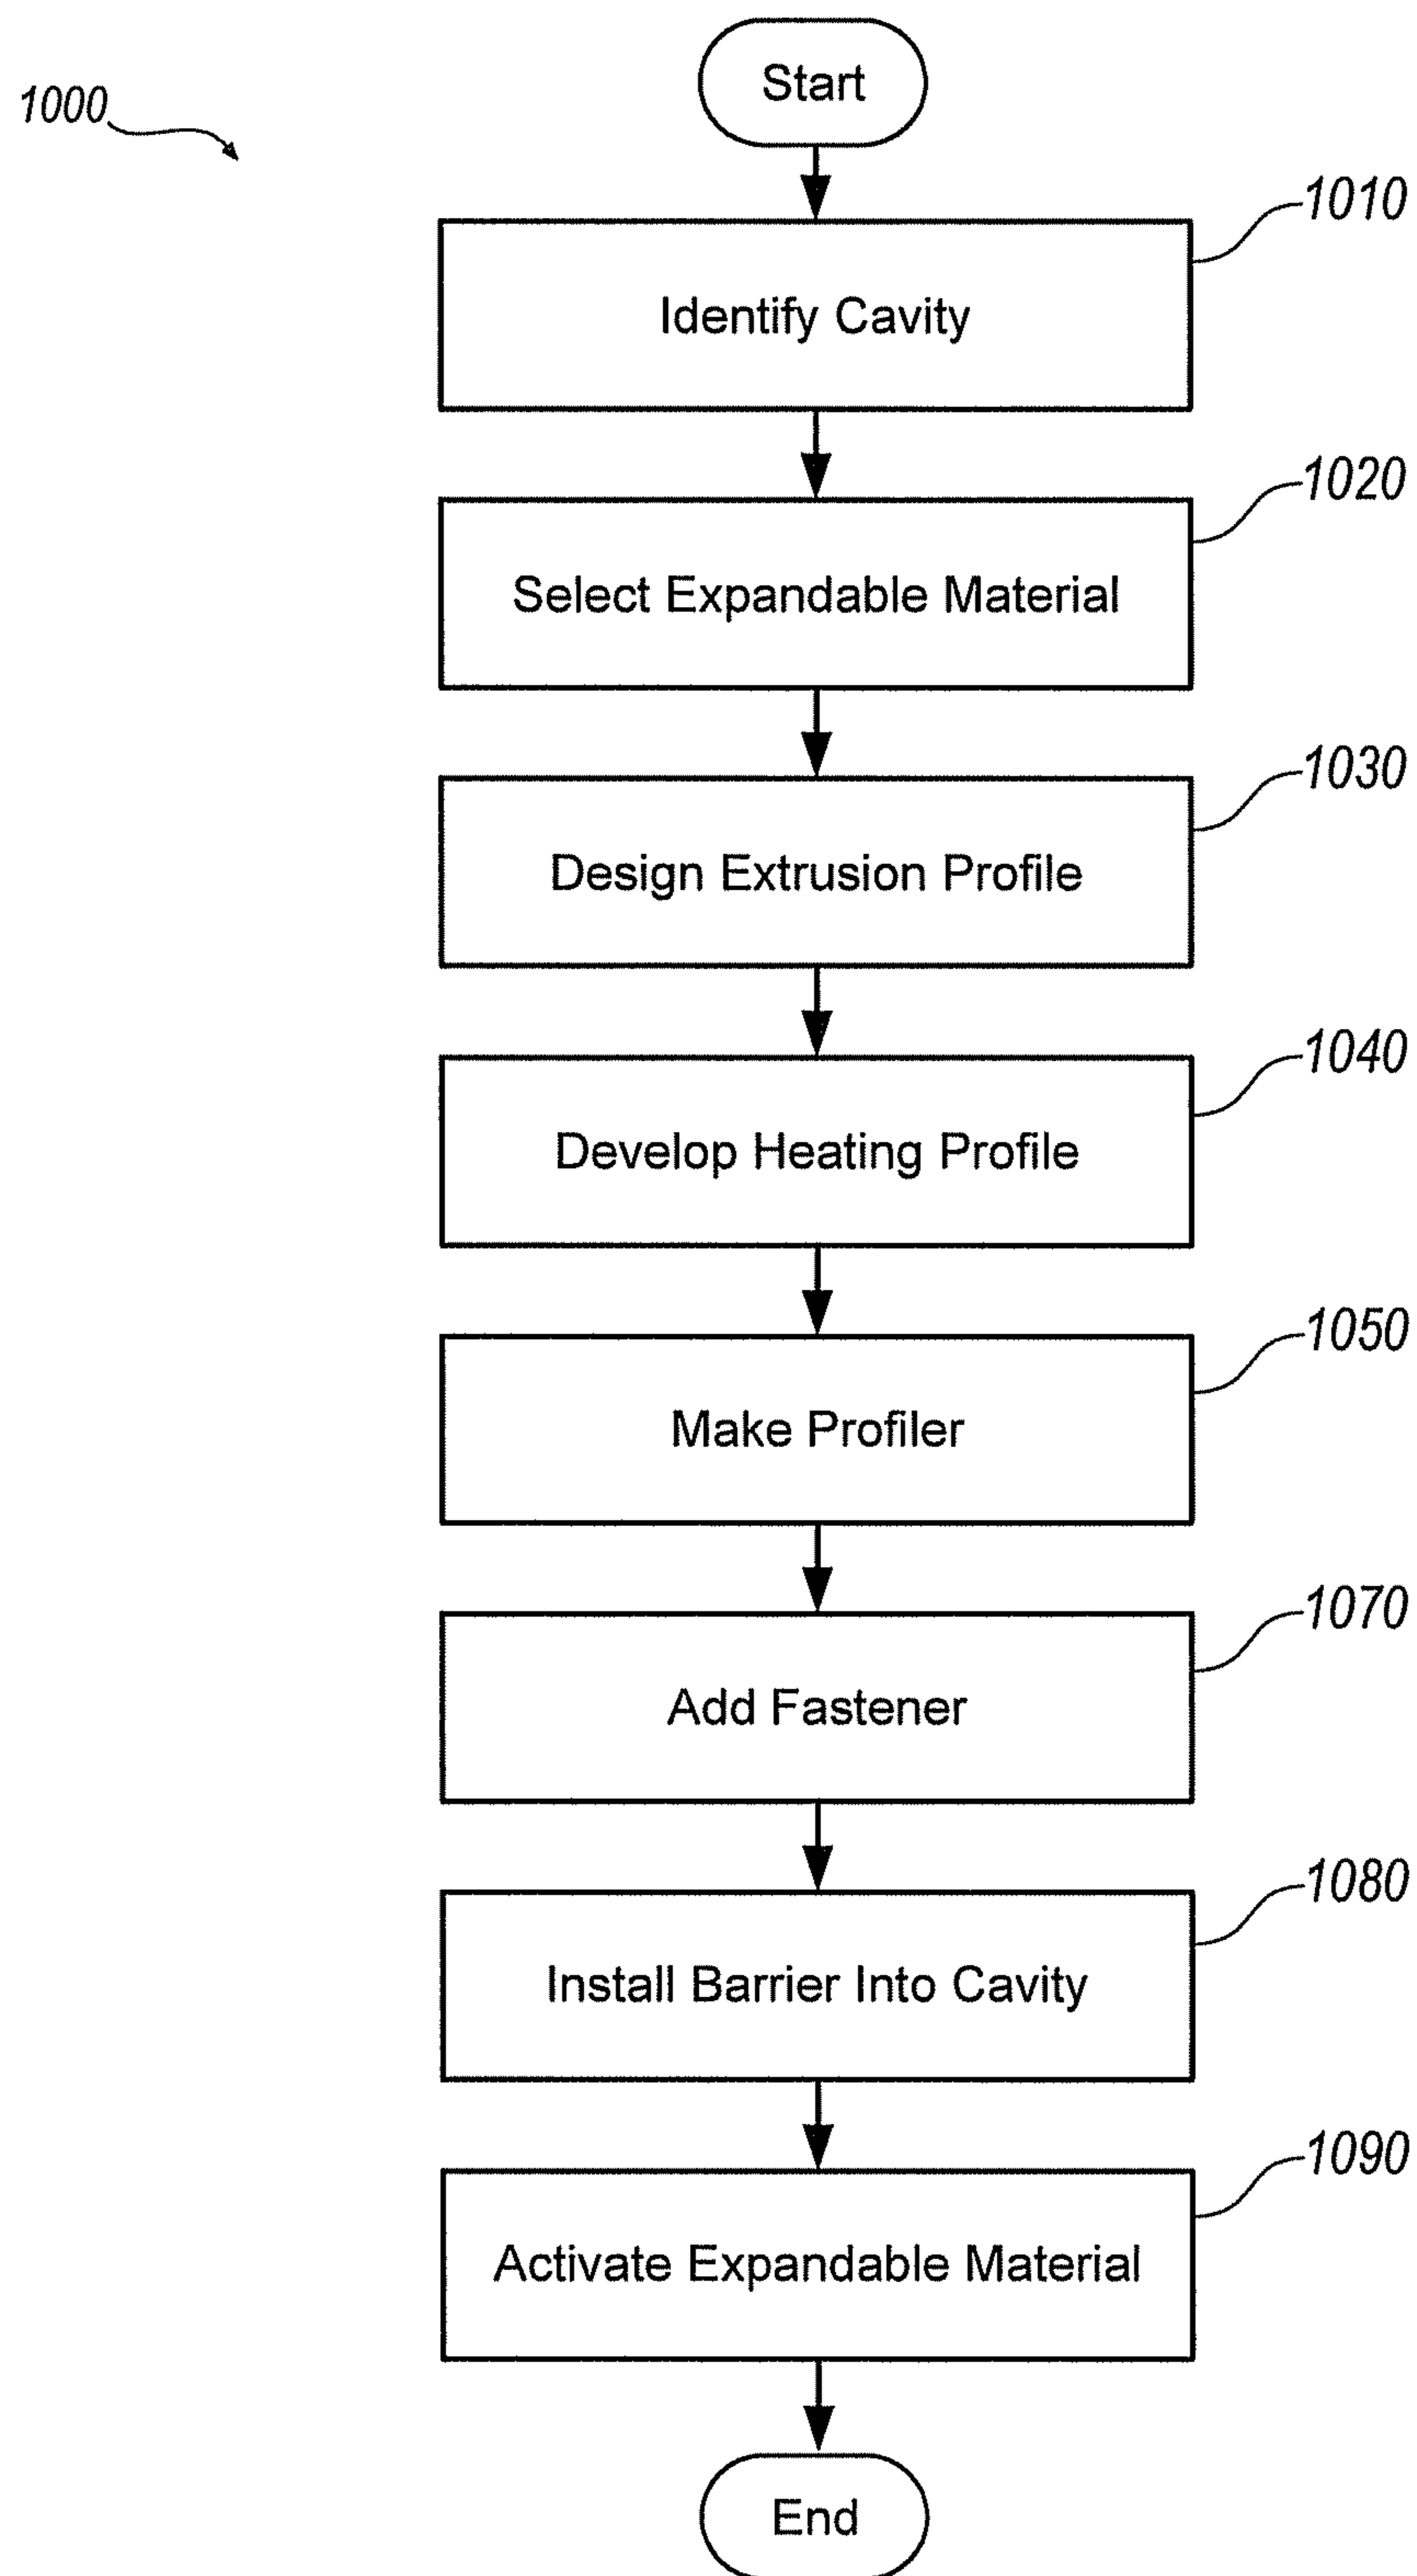 Start
1000
1010
Identify Cavity
1020
Select Expandable Material
1030
Design Extrusion Profile
1040
Develop Heating Profile
1050
Make Profiler
1070
Add Fastener
1080
Install Barrier Into Cavity
1090
Activate Expandable Material
End